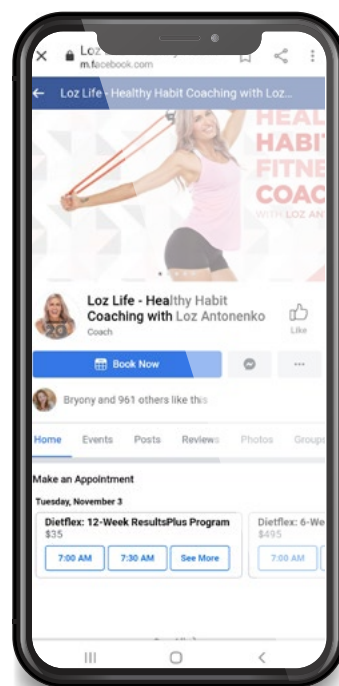 Loz
m.facebook.com
Loz Life - Healthy Habit Coaching with Loz...
HEAL
HABI
FITNE
COAC
WITH LOZ AN
Loz Life - Healthy Habit
Coaching with Loz Antonenko
Coach
Like
Book Now
Bryony and 961 others like this
Home Events Posts Reviews Photos Groups
Make an Appointment
Tuesday, November 3
Dietflex: 12-Week ResultsPlus Program
$35
7:00 AM 7:30 AM See More
Dietflex: 6-We
$495
7:00 AM